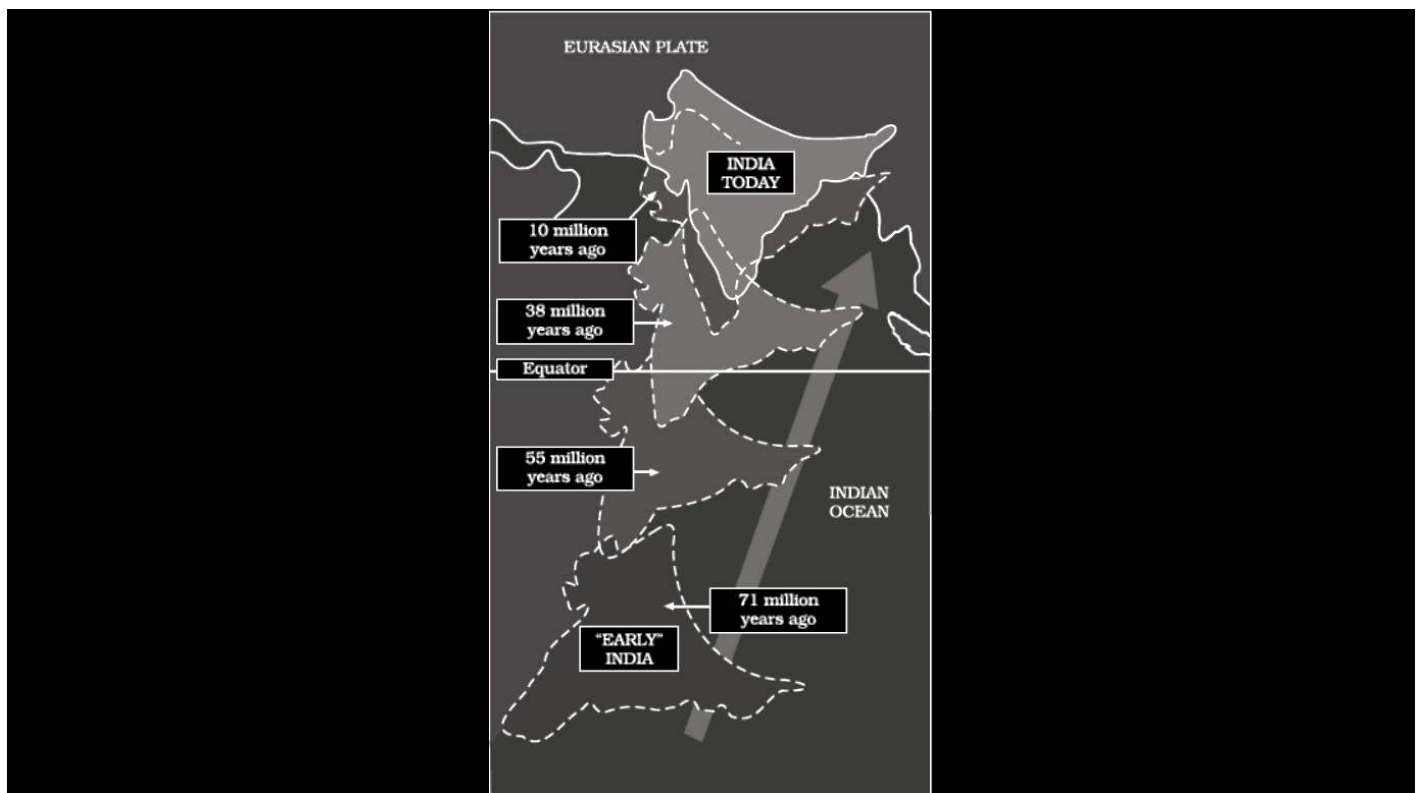 EURASIAN PLATE
INDIA
TODAY
10 million
years ago
38 million
years ago
Equator
55 million
years ago
INDIAN
OCEAN
71 million
years ago
“EARLY”
INDIA